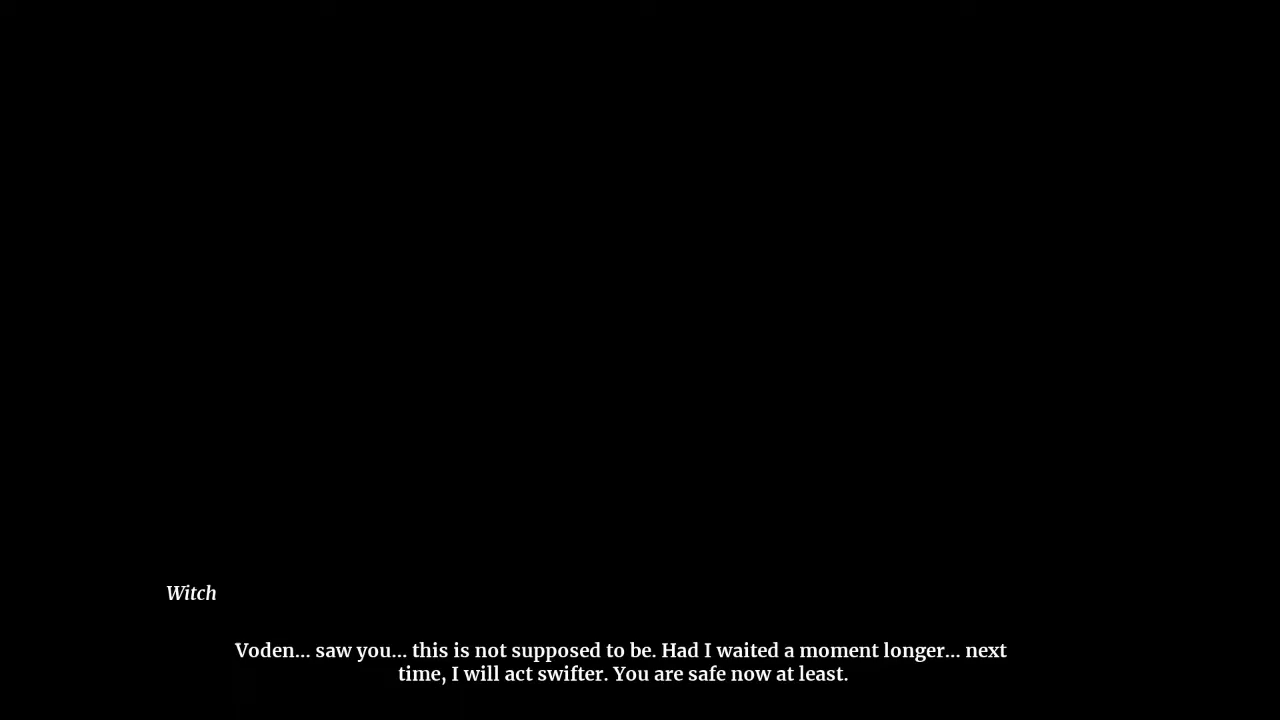 Witch
Voden... saw you... this is not supposed to be. Had I waited a moment longer... next
time, I will act swifter. You are safe now at least.